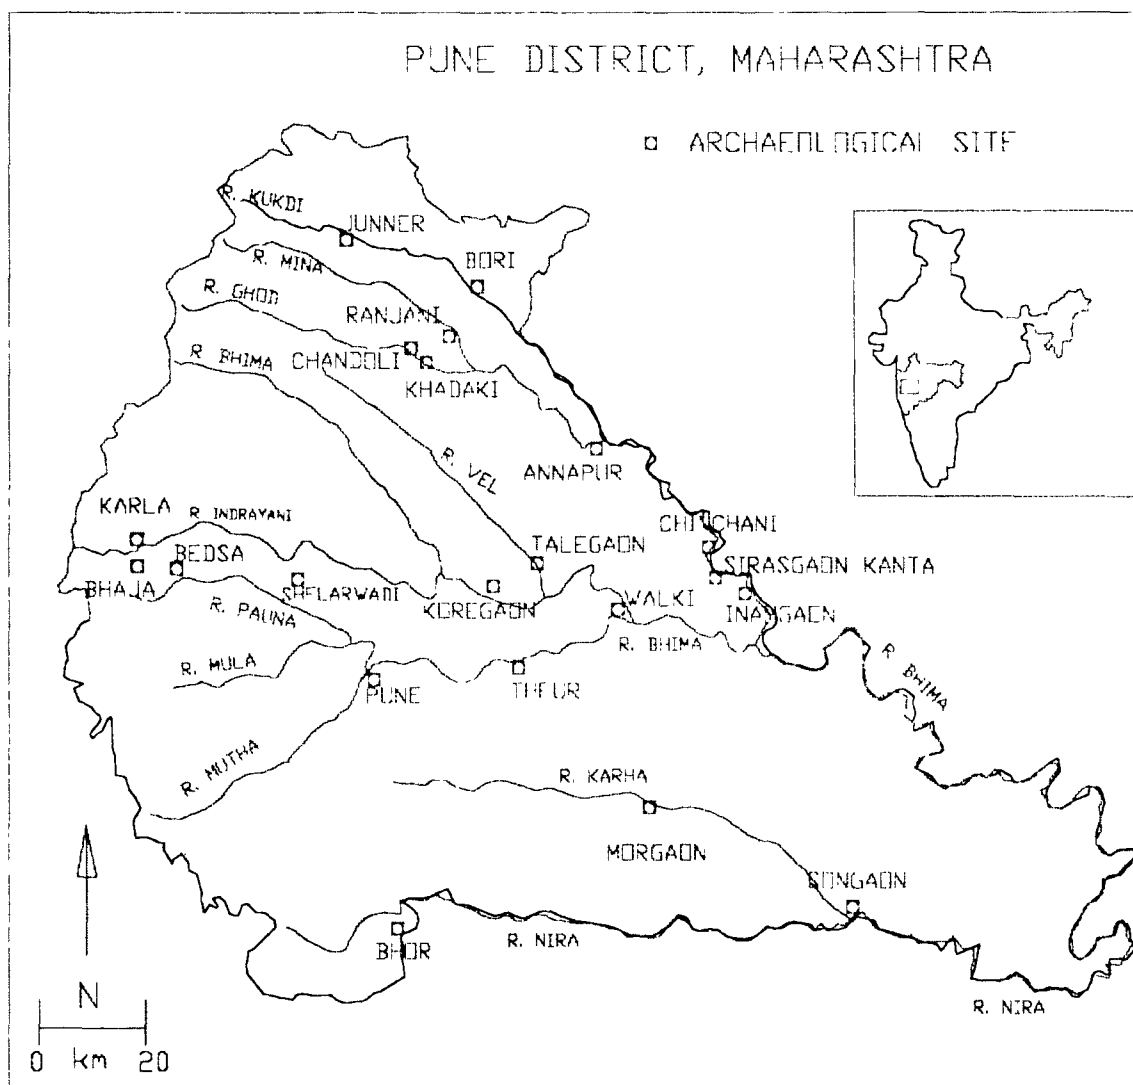 PUNE DISTRICT, MAHARASHTRA
ARCHAEOLOGICAL SITE
R. KUKDI
JUNNER
R. MINA
BORI
R. GHOD
RANJANI
R. BHIMA
CHANDOLI
KHADAKI
R. VEL
ANNAPUR
KARLA
R. INDRAYANI
CHINCHANI
BEDSA
TALEGAON
SIRASGAON KANTA
BHAJA
SHELARWADI
KOREGAON
WALKI
INAMGAON
R. PAUNA
R. BHIMA
R. MULA
PUNE
THEUR
R. BHIMA
R. MUTHA
R. KARHA
MORGAON
SONGAON
BHOR
R. NIRA
R. NIRA
N
0 km 20